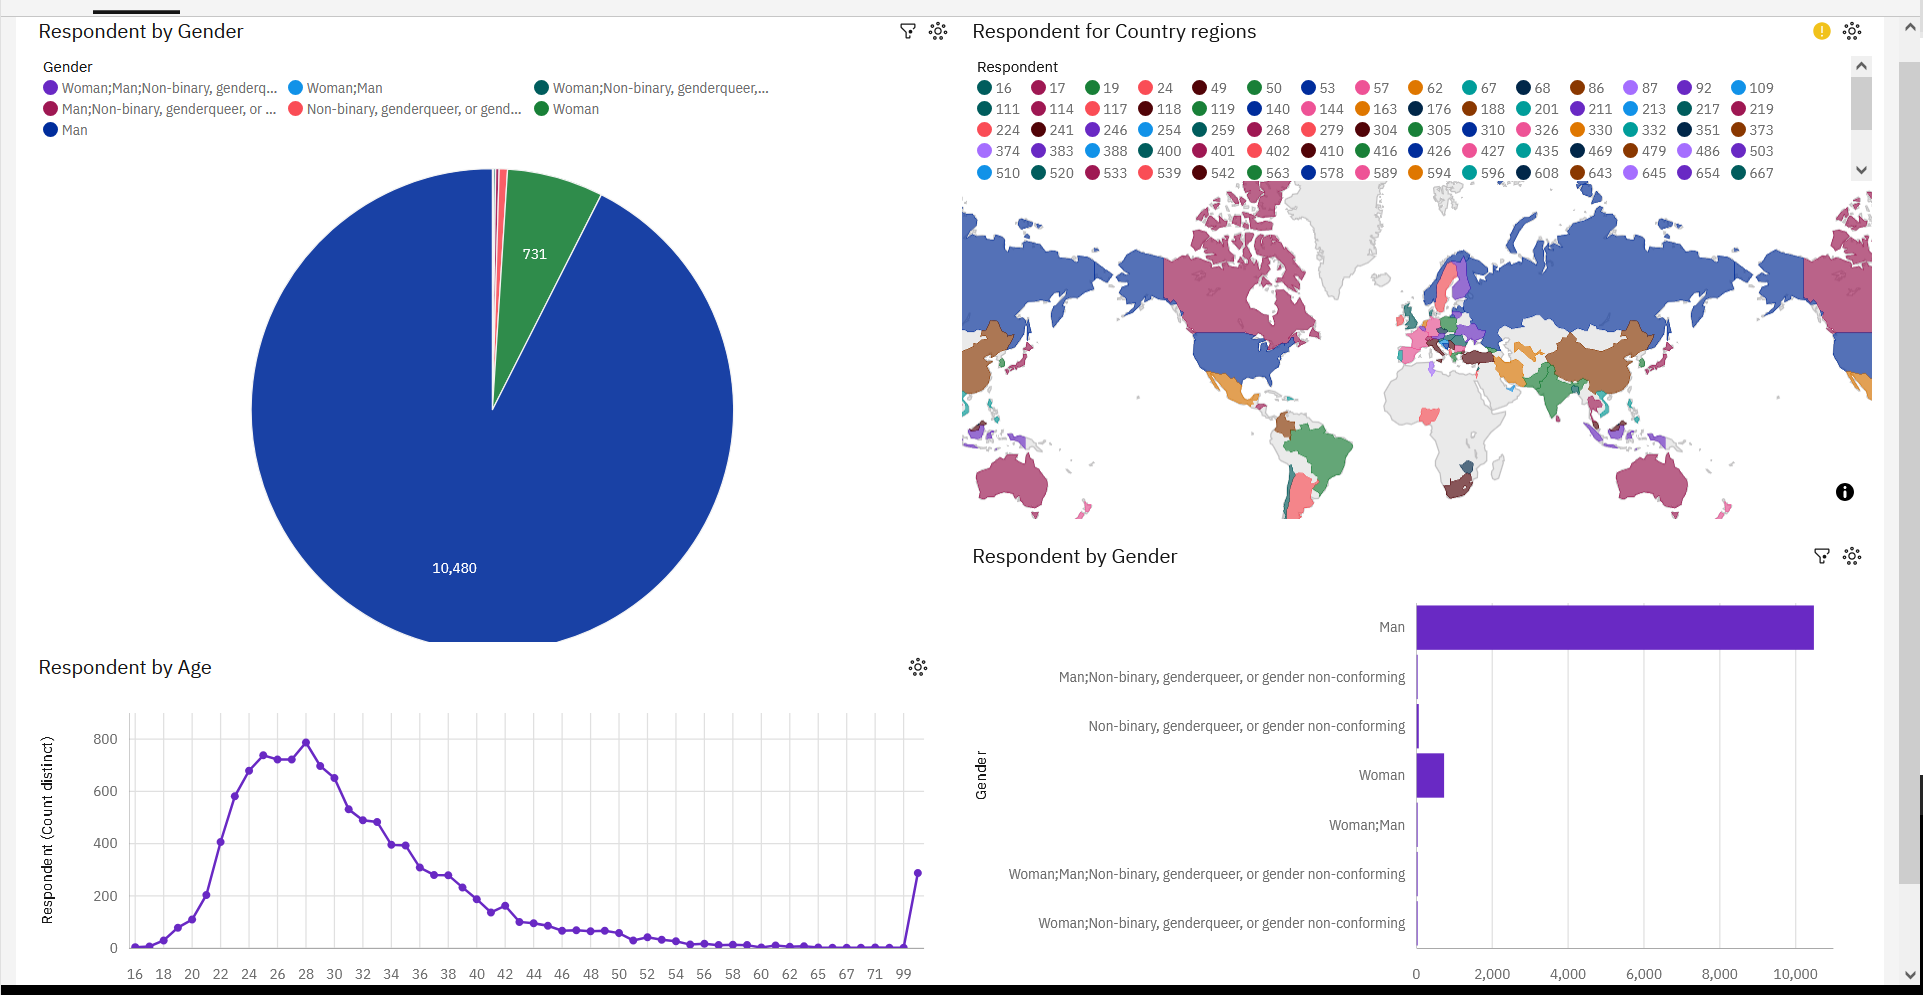 Respondent by Gender
Gender
Woman;Man;Non-binary, genderq... Woman;Man Woman;Non-binary, genderqueer,...
Man;Non-binary, genderqueer, or ... Non-binary, genderqueer, or gend... Woman
Man
731
10,480
Respondent for Country regions
Respondent
16 17 19 24 49 50 53 57 62 67 68 86 87 92 109
111 114 117 118 119 140 144 163 176 188 201 211 213 217 219
224 241 246 254 259 268 279 304 305 310 326 330 332 351 373
374 383 388 400 401 402 410 416 426 427 435 469 479 486 503
510 520 533 539 542 563 578 589 594 596 608 643 645 654 667
Respondent by Age
Respondent (Count distinct)
800
600
400
200
0
16 18 20 22 24 26 28 30 32 34 36 38 40 42 44 46 48 50 52 54 56 58 60 62 65 67 71 99
Respondent by Gender
Gender
Man
Man;Non-binary, genderqueer, or gender non-conforming
Non-binary, genderqueer, or gender non-conforming
Woman
Woman;Man
Woman;Man;Non-binary, genderqueer, or gender non-conforming
Woman;Non-binary, genderqueer, or gender non-conforming
0 2,000 4,000 6,000 8,000 10,000